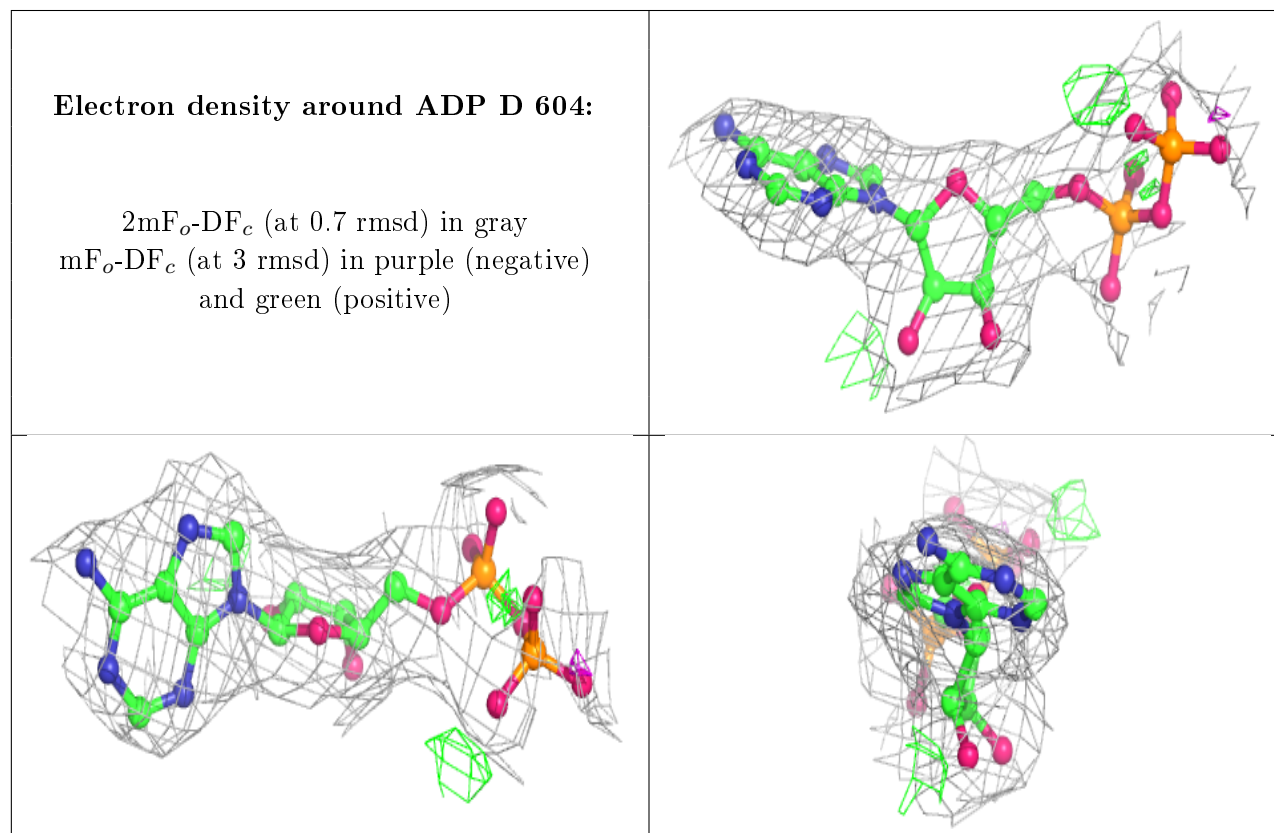 Electron density around ADP D 604:
2mFₒ-DF𝒸 (at 0.7 rmsd) in gray
mFₒ-DF𝒸 (at 3 rmsd) in purple (negative)
and green (positive)